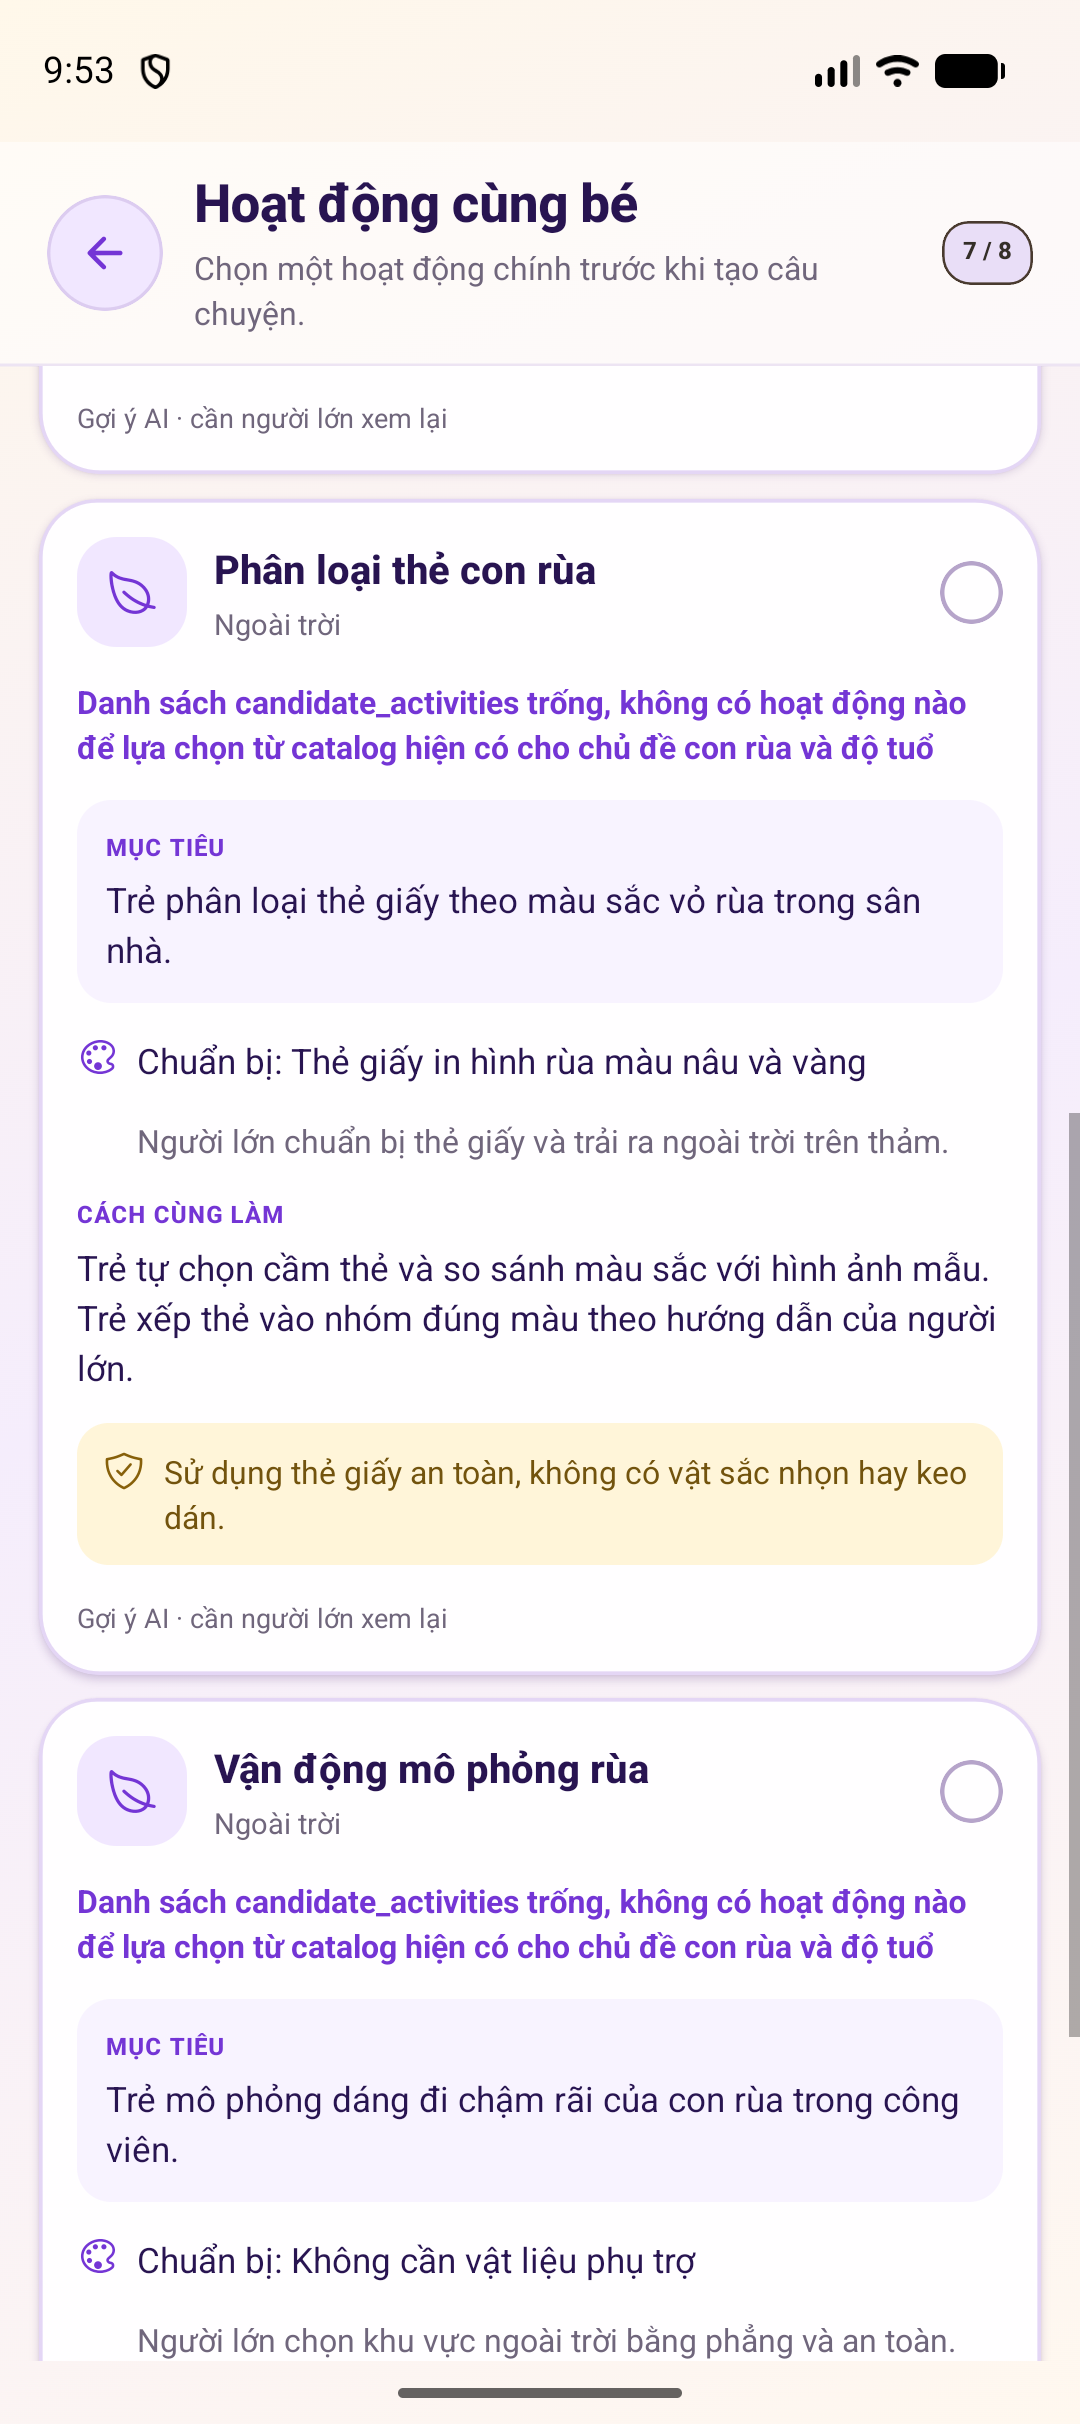 9:53
Hoạt động cùng bé
Chọn một hoạt động chính trước khi tạo câu
chuyện.
7 / 8
Gợi ý AI · cần người lớn xem lại
Phân loại thẻ con rùa
Ngoài trời
Danh sách candidate_activities trống, không có hoạt động nào
để lựa chọn từ catalog hiện có cho chủ đề con rùa và độ tuổ
MỤC TIÊU
Trẻ phân loại thẻ giấy theo màu sắc vỏ rùa trong sân
nhà.
Chuẩn bị: Thẻ giấy in hình rùa màu nâu và vàng
Người lớn chuẩn bị thẻ giấy và trải ra ngoài trời trên thảm.
CÁCH CÙNG LÀM
Trẻ tự chọn cầm thẻ và so sánh màu sắc với hình ảnh mẫu.
Trẻ xếp thẻ vào nhóm đúng màu theo hướng dẫn của người
lớn.
Sử dụng thẻ giấy an toàn, không có vật sắc nhọn hay keo
dán.
Gợi ý AI · cần người lớn xem lại
Vận động mô phỏng rùa
Ngoài trời
Danh sách candidate_activities trống, không có hoạt động nào
để lựa chọn từ catalog hiện có cho chủ đề con rùa và độ tuổ
MỤC TIÊU
Trẻ mô phỏng dáng đi chậm rãi của con rùa trong công
viên.
Chuẩn bị: Không cần vật liệu phụ trợ
Người lớn chọn khu vực ngoài trời bằng phẳng và an toàn.